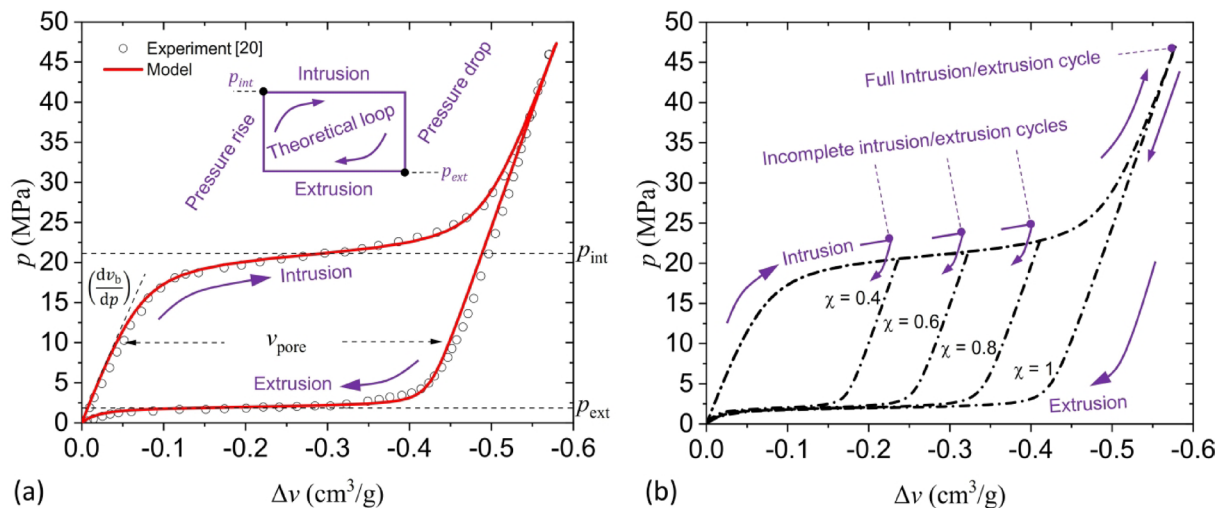 50
45
40
35
30
25
20
15
10
5
0
p (MPa)
Experiment [20]
Model
p_int
Intrusion
Pressure rise
Theoretical loop
Pressure drop
Extrusion
p_ext
(dv_b/dp)
Intrusion
p_int
v_pore
Extrusion
p_ext
0.0 -0.1 -0.2 -0.3 -0.4 -0.5 -0.6
(a)
Δv (cm³/g)
50
45
40
35
30
25
20
15
10
5
0
p (MPa)
Full Intrusion/extrusion cycle
Incomplete intrusion/extrusion cycles
Intrusion
χ = 0.4
χ = 0.6
χ = 0.8
χ = 1
Extrusion
0.0 -0.1 -0.2 -0.3 -0.4 -0.5 -0.6
(b)
Δv (cm³/g)